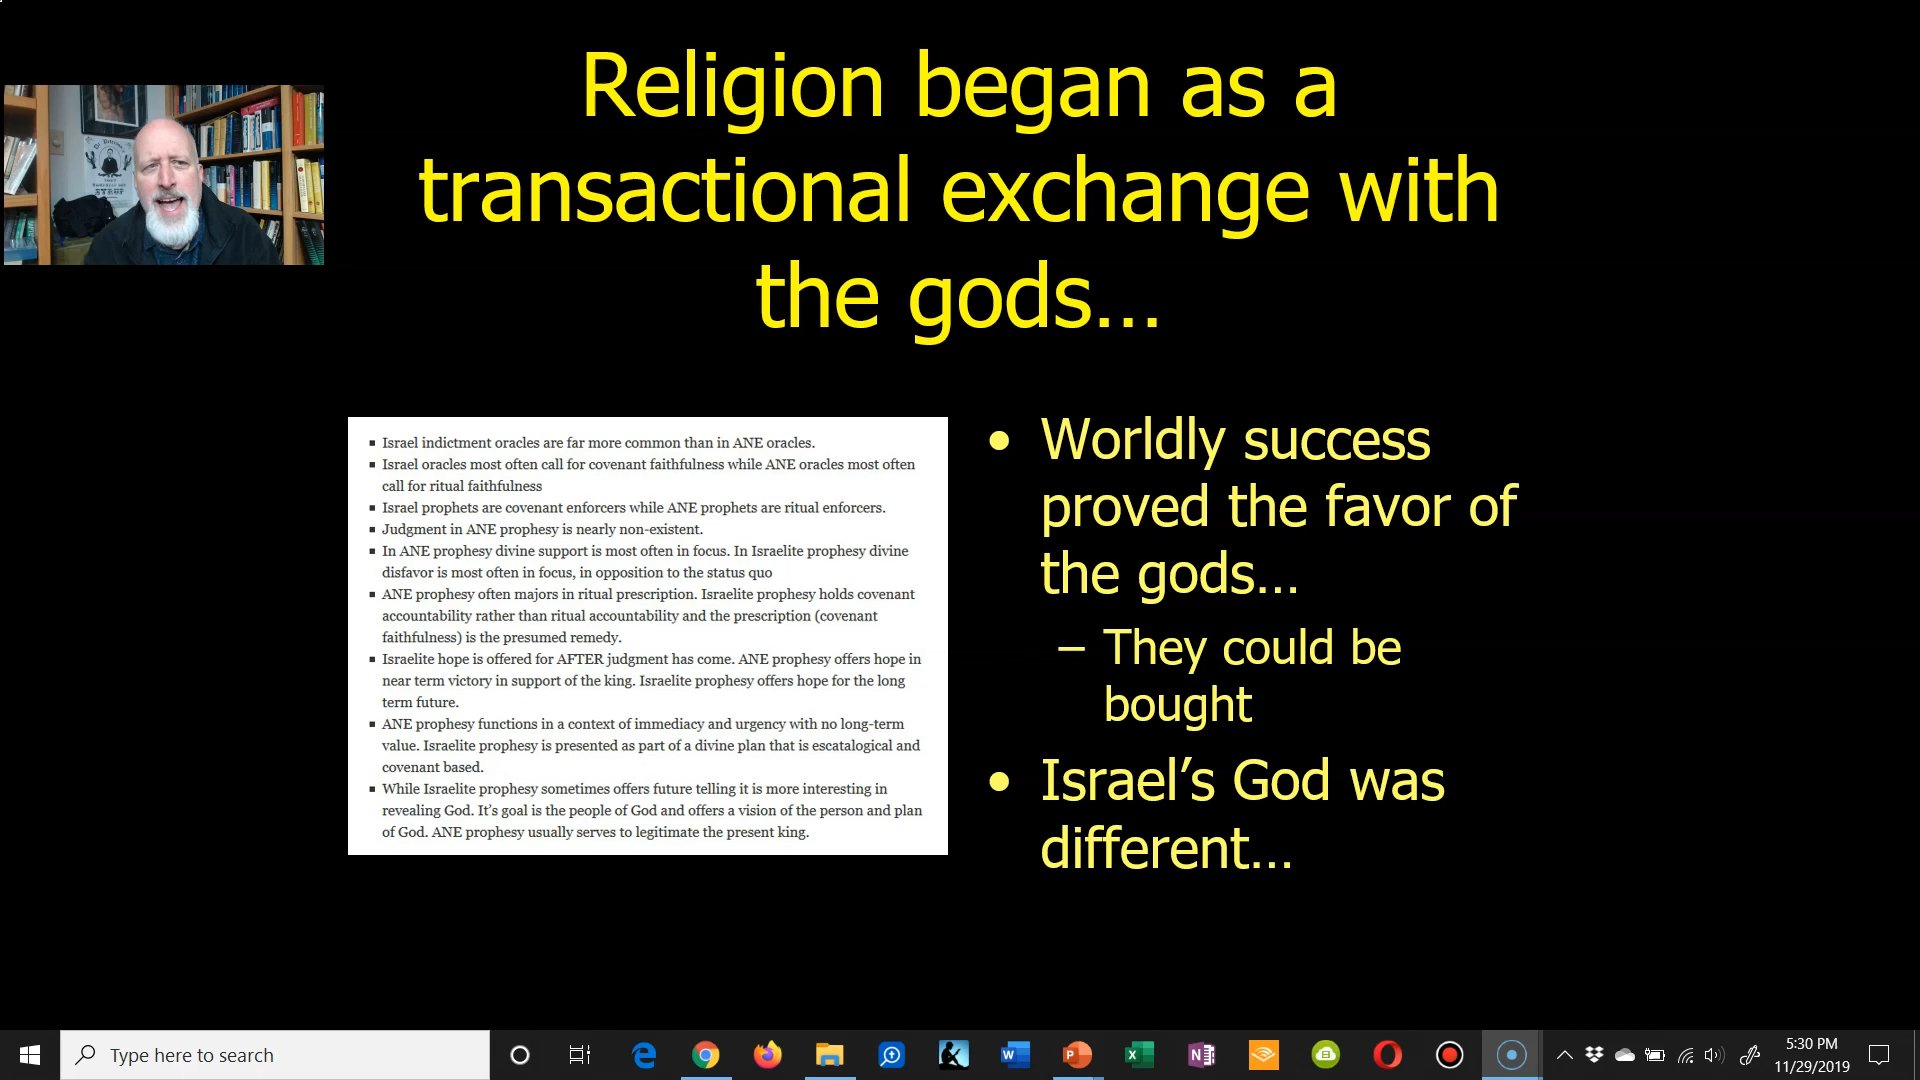 Religion began as a
transactional exchange with
the gods...
SYRUP
▪ Israel indictment oracles are far more common than in ANE oracles.
▪ Israel oracles most often call for covenant faithfulness while ANE oracles most often
call for ritual faithfulness
▪ Israel prophets are covenant enforcers while ANE prophets are ritual enforcers.
▪ Judgment in ANE prophesy is nearly non-existent.
▪ In ANE prophesy divine support is most often in focus. In Israelite prophesy divine
disfavor is most often in focus, in opposition to the status quo
▪ ANE prophesy often majors in ritual prescription. Israelite prophesy holds covenant
accountability rather than ritual accountability and the prescription (covenant
faithfulness) is the presumed remedy.
▪ Israelite hope is offered for AFTER judgment has come. ANE prophesy offers hope in
near term victory in support of the king. Israelite prophesy offers hope for the long
term future.
▪ ANE prophesy functions in a context of immediacy and urgency with no long-term
value. Israelite prophesy is presented as part of a divine plan that is escatalogical and
covenant based.
▪ While Israelite prophesy sometimes offers future telling it is more interesting in
revealing God. It's goal is the people of God and offers a vision of the person and plan
of God. ANE prophesy usually serves to legitimate the present king.
• Worldly success
proved the favor of
the gods...
– They could be
bought
• Israel's God was
different...
Type here to search
5:30 PM
11/29/2019